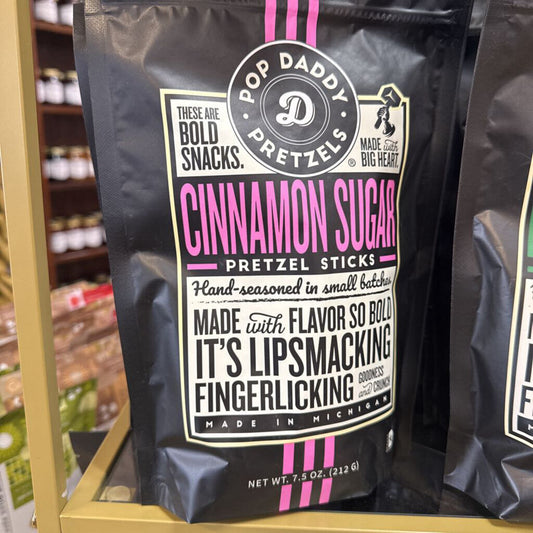 POP DADDY
D
PRETZELS
®
THESE ARE
BOLD
SNACKS.
MADE with
BIG HEART.
CINNAMON SUGAR
PRETZEL STICKS
Hand-seasoned in small batches
MADE with FLAVOR SO BOLD
IT'S LIPSMACKING
FINGERLICKING GOODNESS
and CRUNCH
MADE IN MICHIGAN
NET WT. 7.5 OZ. (212 G)